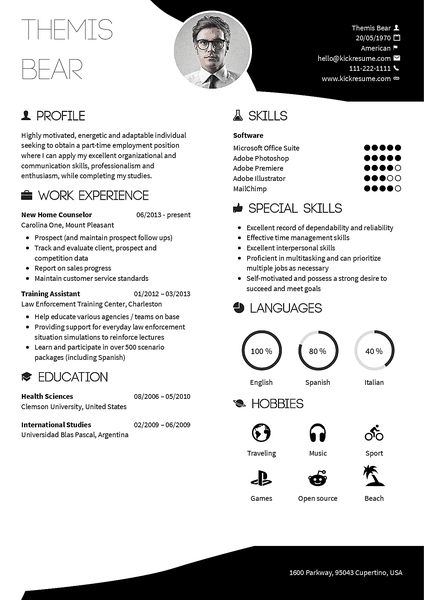 THEMIS
BEAR
Themis Bear
20/05/1970
American
hello@kickresume.com
111-222-1111
www.kickresume.com
PROFILE
Highly motivated, energetic and adaptable individual
seeking to obtain a part-time employment position
where I can apply my excellent organizational and
communication skills, professionalism and
enthusiasm, while completing my studies.
WORK EXPERIENCE
New Home Counselor 06/2013 - present
Carolina One, Mount Pleasant
• Prospect (and maintain prospect follow ups)
• Track and evaluate client, prospect and
competition data
• Report on sales progress
• Maintain customer service standards
Training Assistant 01/2012 – 03/2013
Law Enforcement Training Center, Charleston
• Help educate various agencies / teams on base
• Providing support for everyday law enforcement
situation simulations to reinforce lectures
• Learn and participate in over 500 scenario
packages (including Spanish)
EDUCATION
Health Sciences 08/2006 – 05/2010
Clemson University, United States
International Studies 02/2009 – 06/2009
Universidad Blas Pascal, Argentina
SKILLS
Software
Microsoft Office Suite
Adobe Photoshop
Adobe Premiere
Adobe Illustrator
MailChimp
SPECIAL SKILLS
• Excellent record of dependability and reliability
• Effective time management skills
• Excellent interpersonal skills
• Proficient in multitasking and can prioritize
multiple jobs as necessary
• Self-motivated and possess a strong desire to
succeed and meet goals
LANGUAGES
100 % 80 % 40 %
English Spanish Italian
HOBBIES
Traveling Music Sport
Games Open source Beach
1600 Parkway, 95043 Cupertino, USA